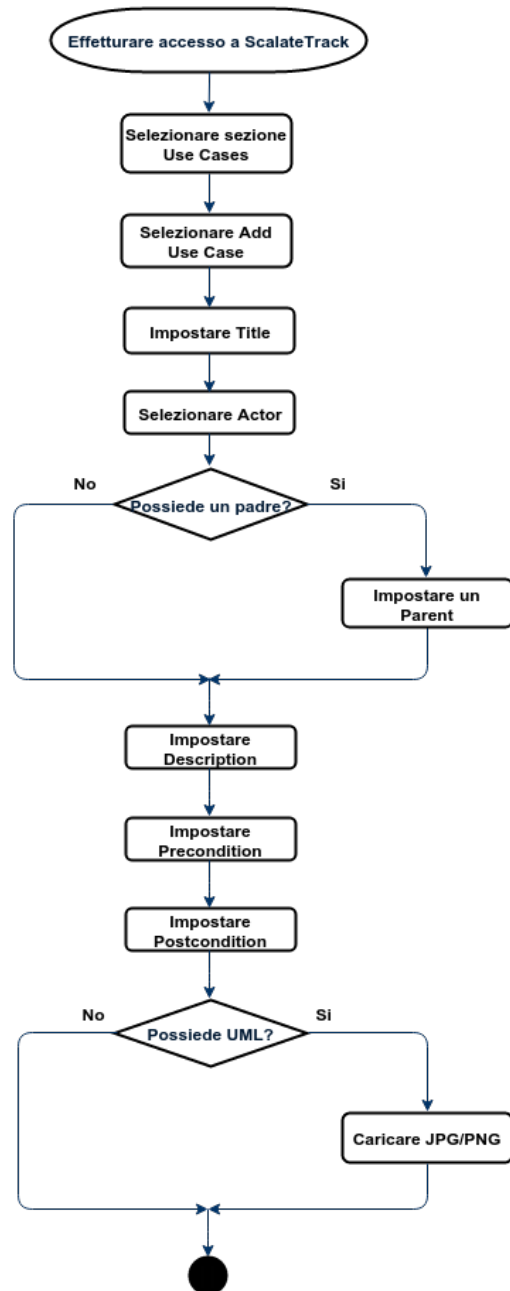 Effetturare accesso a ScalateTrack
Selezionare sezione
Use Cases
Selezionare Add
Use Case
Impostare Title
Selezionare Actor
No
Si
Possiede un padre?
Impostare un
Parent
Impostare
Description
Impostare
Precondition
Impostare
Postcondition
No
Si
Possiede UML?
Caricare JPG/PNG